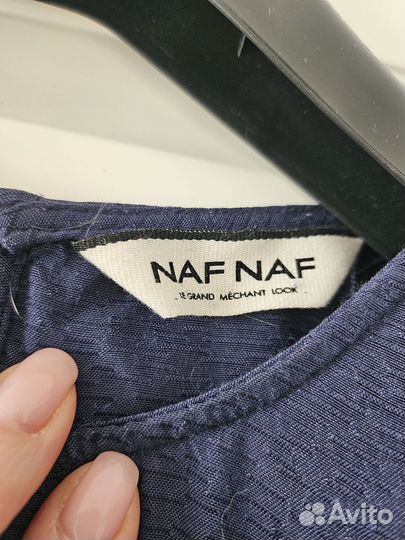 NAF NAF
LE GRAND MÉCHANT LOOK
Avito